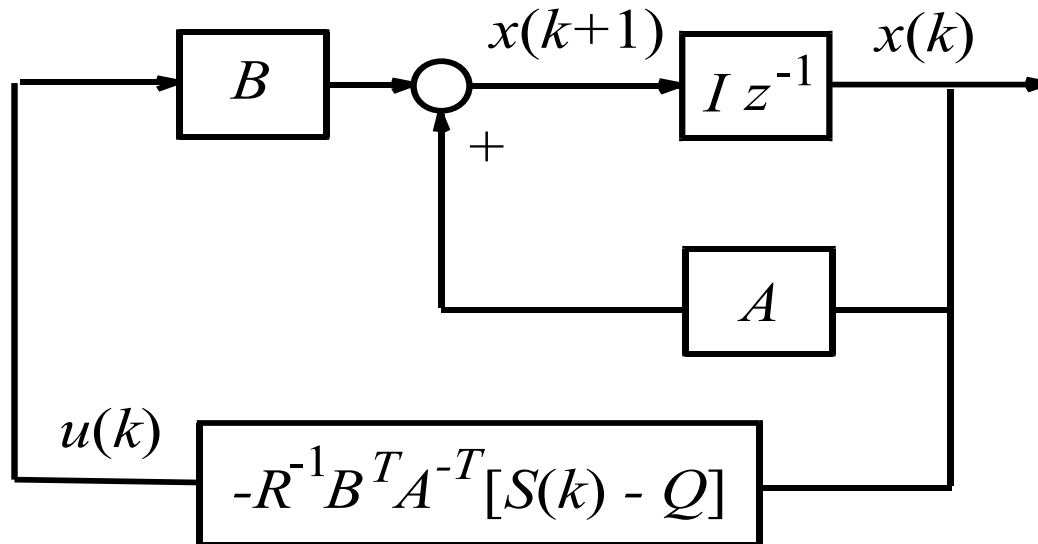 x(k+1)
x(k)
B
I z⁻¹
+
A
u(k)
-R⁻¹BᵀA⁻ᵀ[S(k) - Q]